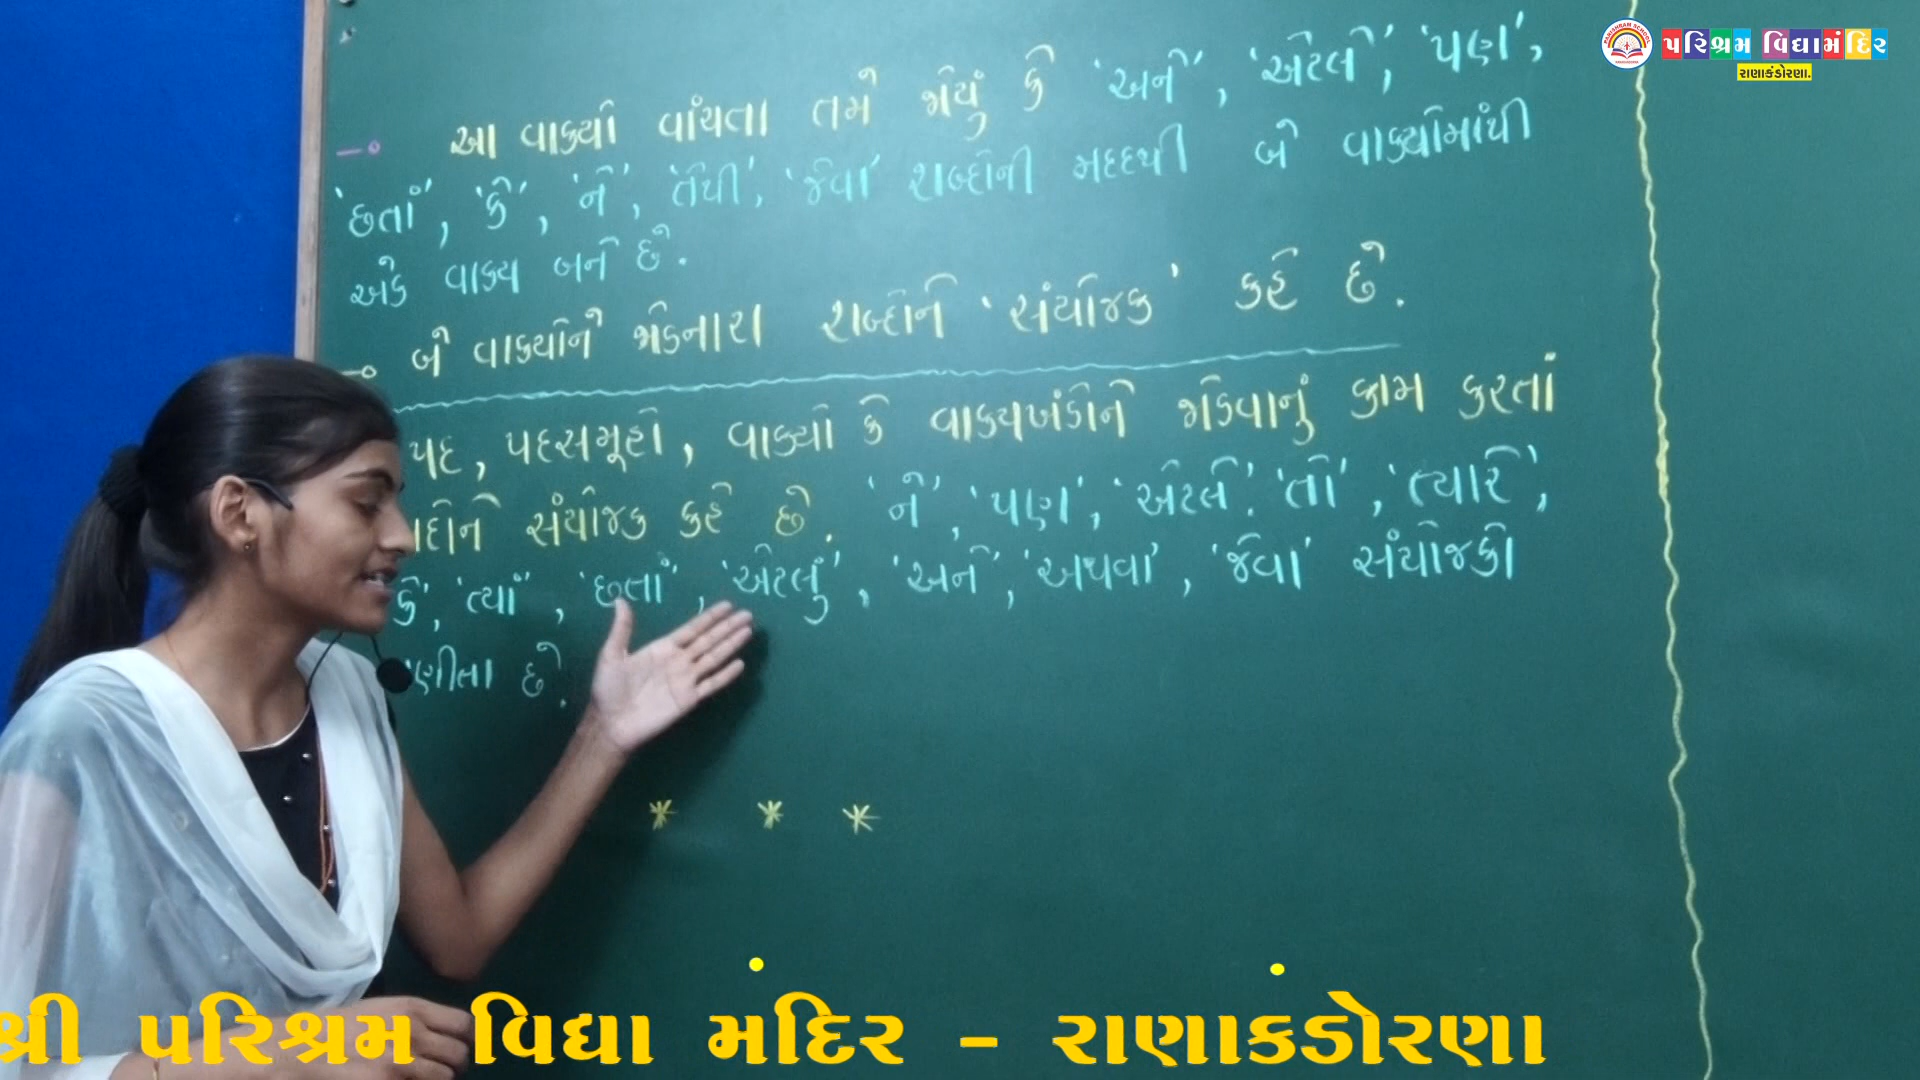 પરિશ્રમ વિદ્યામંદિર
રાણાકંડોરણા.
આ વાક્યો વાંચતા તમે જોયું કે 'અને', 'એટલે', 'પણ',
'છતાં', 'કે', 'ને', 'તેથી', 'જેવા' શબ્દોની મદદથી બે વાક્યોમાંથી
એક વાક્ય બને છે.
બે વાક્યોને જોડનારા શબ્દોને 'સંયોજક' કહે છે.
પદ, પદસમૂહો, વાક્યો કે વાક્યખંડોને જોડવાનું કામ કરતાં
સંયોજક કહે છે. 'ને', 'પણ', 'એટલે', 'તો', 'ત્યારે',
કે', 'ત્યાં', 'છતાં', 'એટલું', 'અને', 'અથવા', 'જેવા' સંયોજકો
ણીતા છે.
* * *
શ્રી પરિશ્રમ વિદ્યા મંદિર - રાણાકંડોરણા